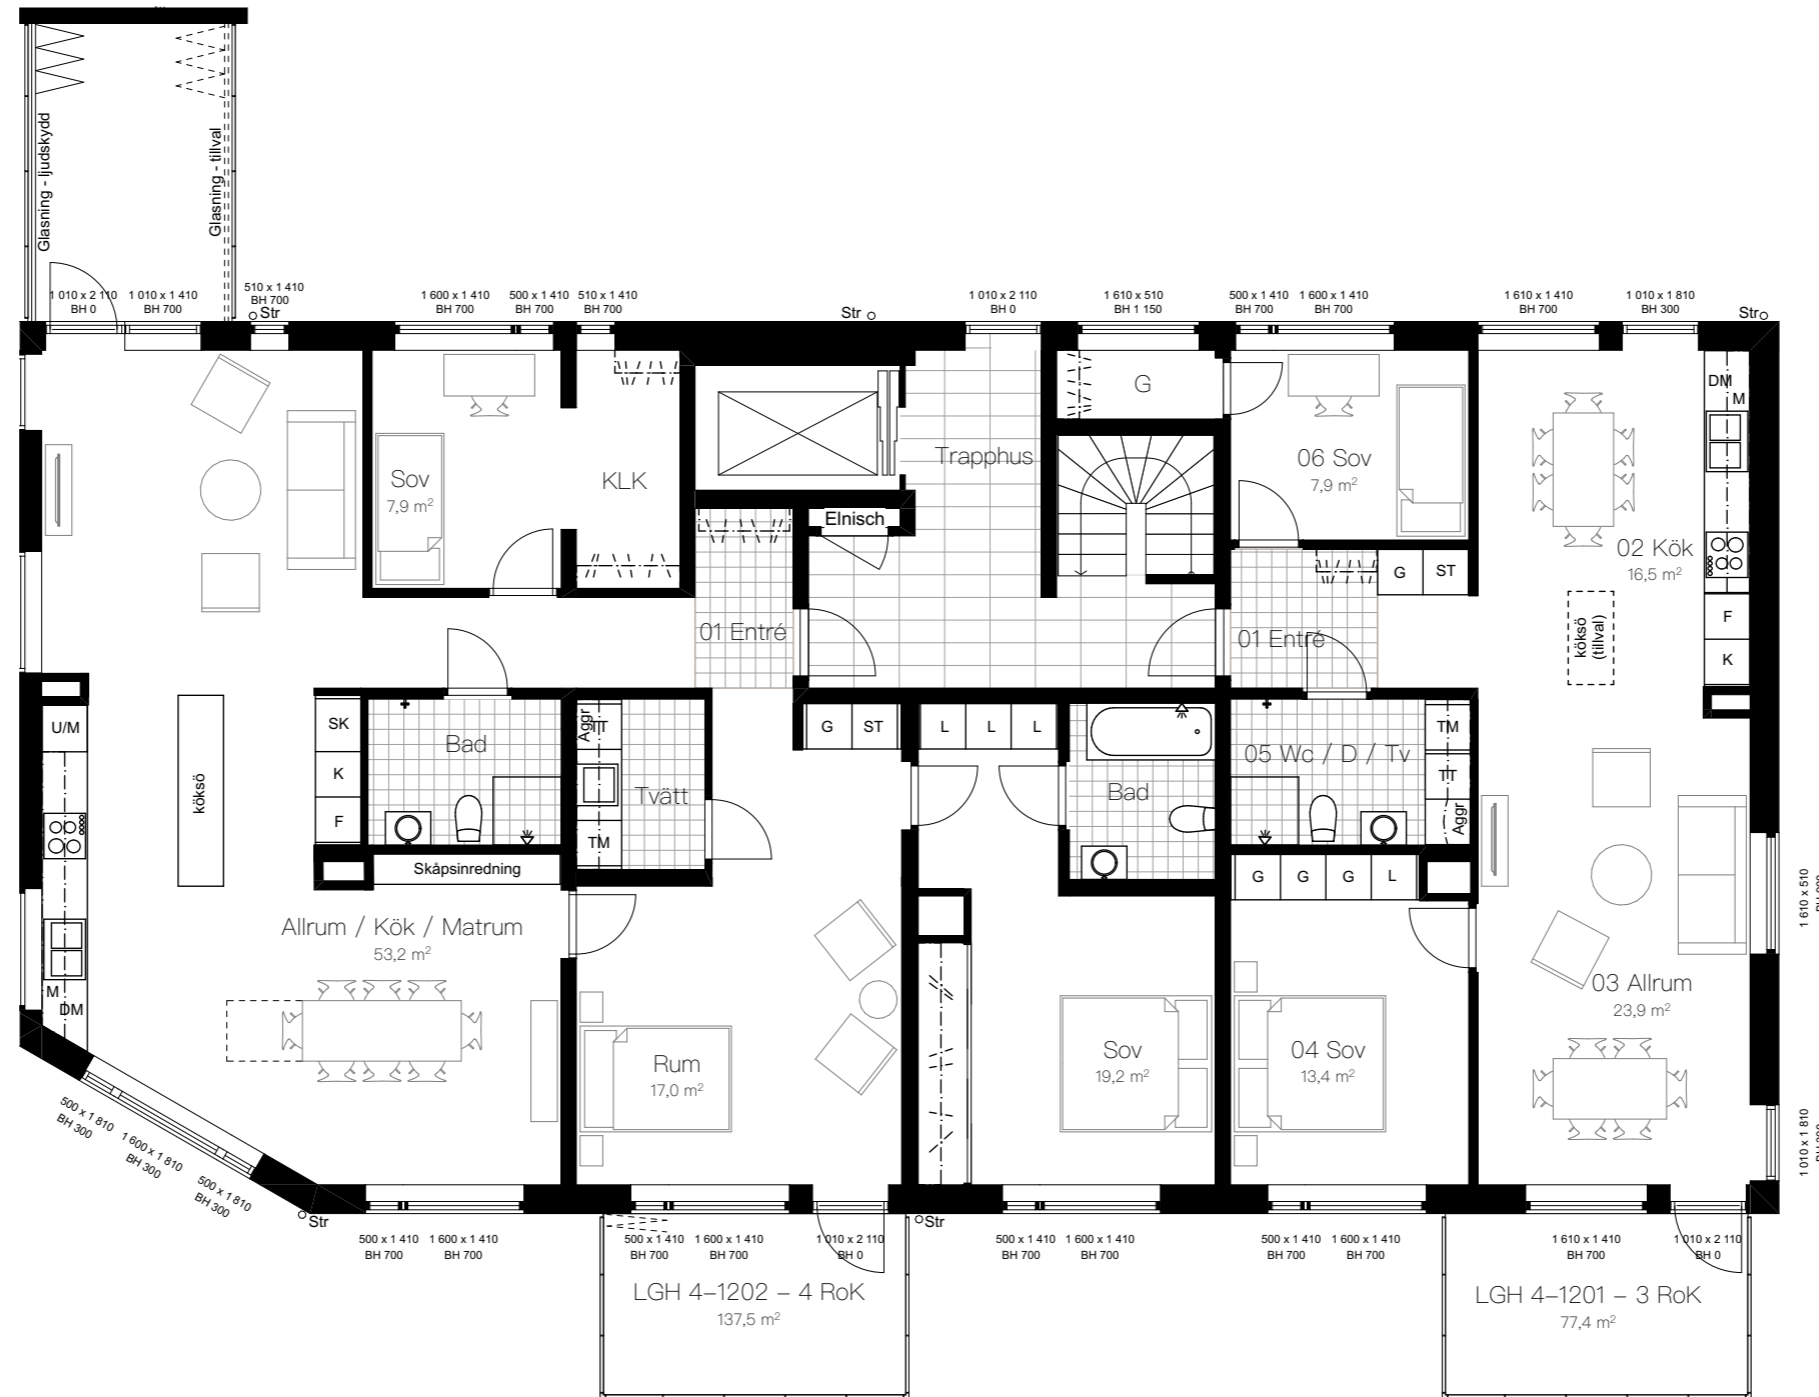 Glasning - ljudskydd
Glasning - tillval
1 010 x 2 110
BH 0
1 010 x 1 410
BH 700
510 x 1 410
BH 700
Str
1 600 x 1 410
BH 700
500 x 1 410
BH 700
510 x 1 410
BH 700
Str
1 010 x 2 110
BH 0
1 610 x 510
BH 1 150
500 x 1 410
BH 700
1 600 x 1 410
BH 700
1 610 x 1 410
BH 700
1 010 x 1 810
BH 300
Str
Sov
7,9 m²
KLK
Trapphus
Elnisch
G
06 Sov
7,9 m²
DM
M
02 Kök
16,5 m²
G
ST
F
K
köksö
(tillval)
01 Entré
01 Entré
U/M
köksö
SK
K
F
Bad
Aggr
TT
TM
Tvätt
G
ST
L
L
L
Bad
05 Wc / D / Tv
TM
TT
Aggr
Skåpsinredning
G
G
G
L
Allrum / Kök / Matrum
53,2 m²
M
DM
Rum
17,0 m²
Sov
19,2 m²
04 Sov
13,4 m²
03 Allrum
23,9 m²
1 610 x 510
1 010 x 1 810
500 x 1 810
BH 300
1 600 x 1 810
BH 300
500 x 1 810
BH 300
Str
500 x 1 410
BH 700
1 600 x 1 410
BH 700
500 x 1 410
BH 700
1 600 x 1 410
BH 700
1 010 x 2 110
BH 0
Str
500 x 1 410
BH 700
1 600 x 1 410
BH 700
500 x 1 410
BH 700
1 600 x 1 410
BH 700
1 610 x 1 410
BH 700
1 010 x 2 110
BH 0
LGH 4–1202 – 4 RoK
137,5 m²
LGH 4–1201 – 3 RoK
77,4 m²